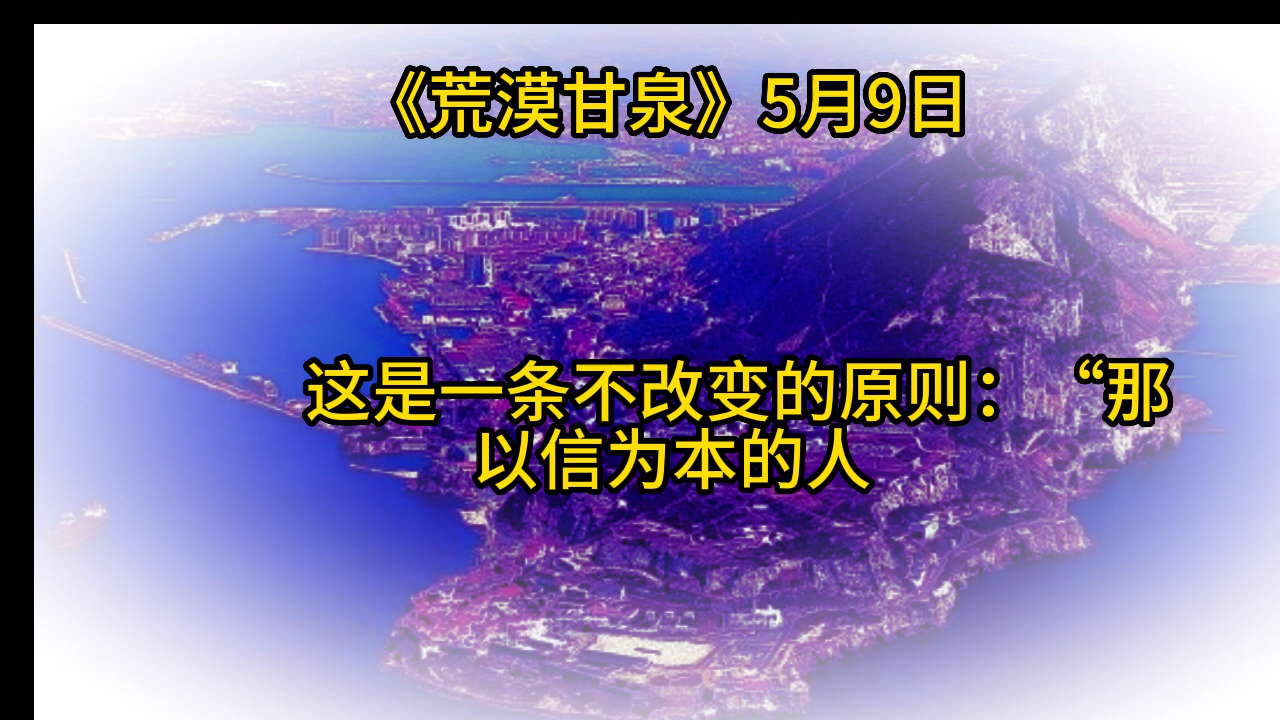 《荒漠甘泉》5月9日
这是一条不改变的原则：“那
以信为本的人